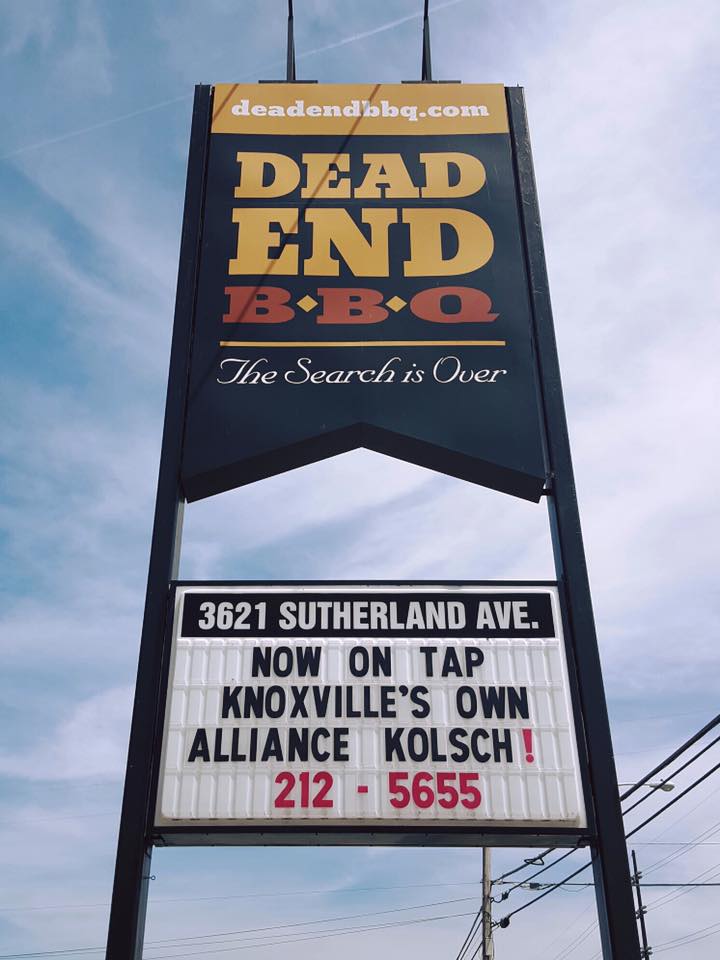 deadendbbq.com
DEAD
END
B•B•Q
The Search is Over
3621 SUTHERLAND AVE.
NOW ON TAP
KNOXVILLE'S OWN
ALLIANCE KOLSCH!
212 - 5655